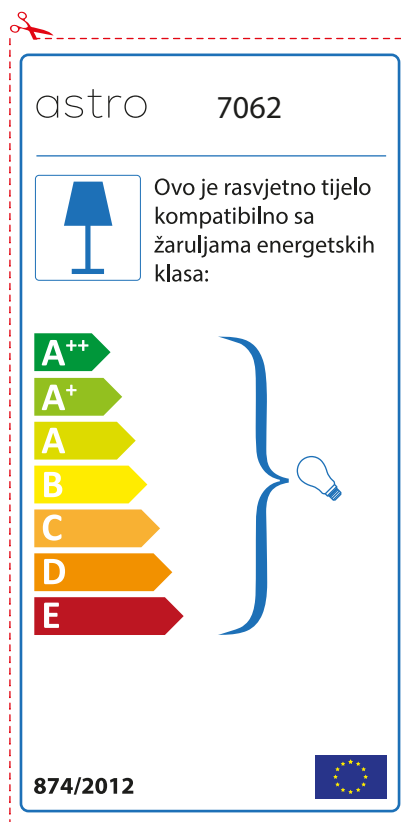 astro 7062
Ovo je rasvjetno tijelo
kompatibilno sa
žaruljama energetskih
klasa:
A++
A+
A
B
C
D
E
874/2012